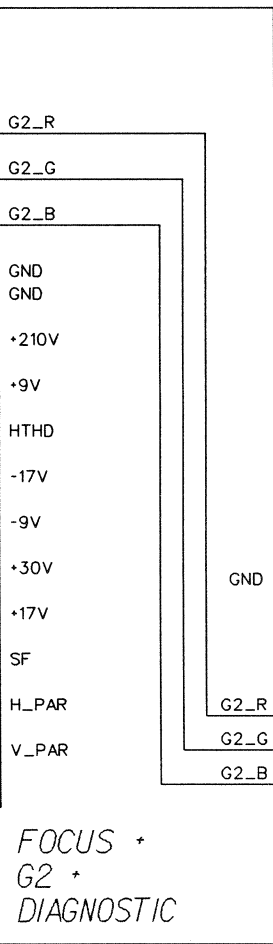 G2_R
G2_G
G2_B
GND
GND
+210V
+9V
HTHD
-17V
-9V
+30V
GND
+17V
SF
H_PAR
G2_R
V_PAR
G2_G
G2_B
FOCUS +
G2 +
DIAGNOSTIC